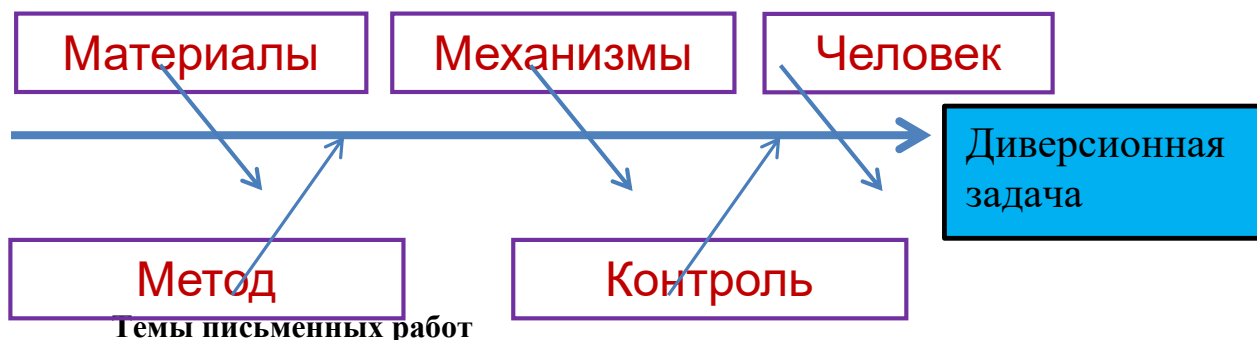 Материалы
Механизмы
Человек
Диверсионная
задача
Метод
Контроль
Темы письменных работ